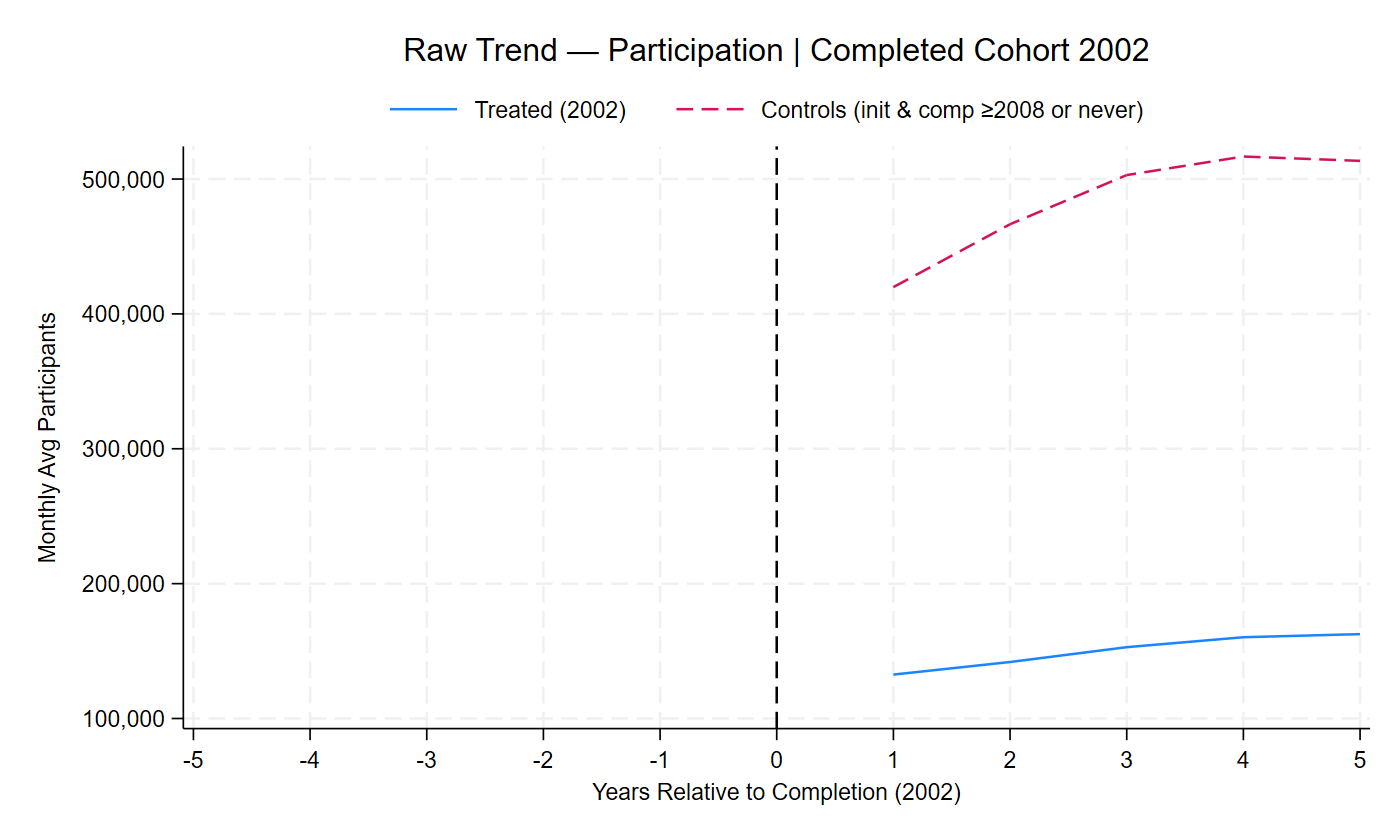 Raw Trend — Participation | Completed Cohort 2002
Treated (2002)
Controls (init & comp ≥2008 or never)
Monthly Avg Participants
500,000
400,000
300,000
200,000
100,000
-5 -4 -3 -2 -1 0 1 2 3 4 5
Years Relative to Completion (2002)